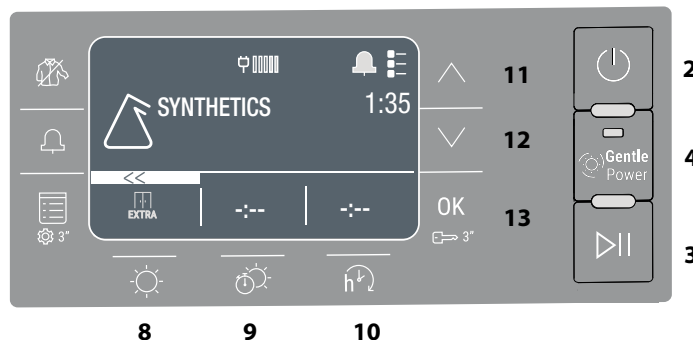 2
SYNTHETICS
1:35
11
12
Gentle
Power
4
<<
EXTRA
-:--
-:--
OK
3"
3"
13
h
3
8
9
10